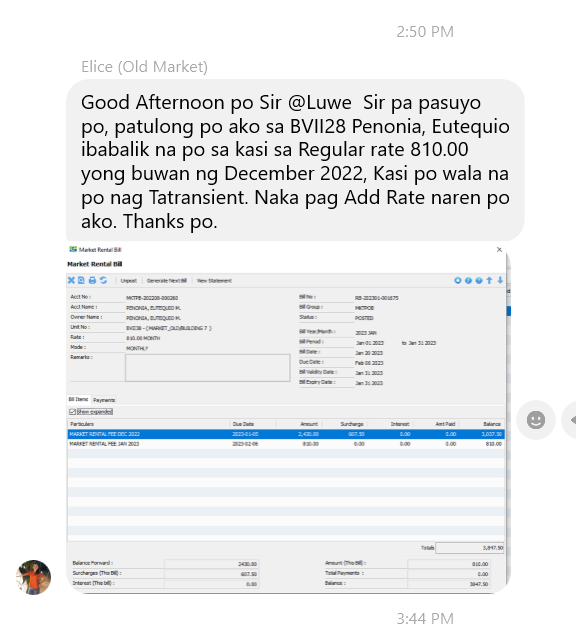 2:50 PM
Elice (Old Market)
Good Afternoon po Sir @Luwe Sir pa pasuyo
po, patulong po ako sa BVII28 Penonia, Eutequio
ibabalik na po sa kasi sa Regular rate 810.00
yong buwan ng December 2022, Kasi po wala na
po nag Tatransient. Naka pag Add Rate naren po
ako. Thanks po.
Market Rental Bill
Market Rental Bill
Unpost Generate Next Bill View Statement
Acct No : MKTPB-202208-000260 Bill No : RB-202301-001675
Acct Name : PENONIA, EUTEQUIO M. Bill Group : MKTPOB
Owner Name : PENONIA, EUTEQUIO M. Status : POSTED
Unit No : BVII28 - ( MARKET_OLD/BUILDING 7 )
Rate : 810.00/MONTH Bill Year/Month : 2023 JAN
Mode : MONTHLY Bill Period : Jan 01 2023 to Jan 31 2023
Remarks : Bill Date : Jan 20 2023
Due Date : Feb 06 2023
Bill Validity Date : Jan 31 2023
Bill Expiry Date : Jan 31 2023
Bill Items Payments
Show expanded
Particulars Due Date Amount Surcharge Interest Amt Paid Balance
MARKET RENTAL FEE DEC 2022 2023-01-05 2,430.00 607.50 0.00 0.00 3,037.50
MARKET RENTAL FEE JAN 2023 2023-02-06 810.00 0.00 0.00 0.00 810.00
Totals 3,847.50
Balance Forward : 2430.00 Amount (This Bill) : 810.00
Surcharges (This Bill) : 607.50 Total Payments : 0.00
Interest (This bill) : 0.00 Balance : 3847.50
3:44 PM